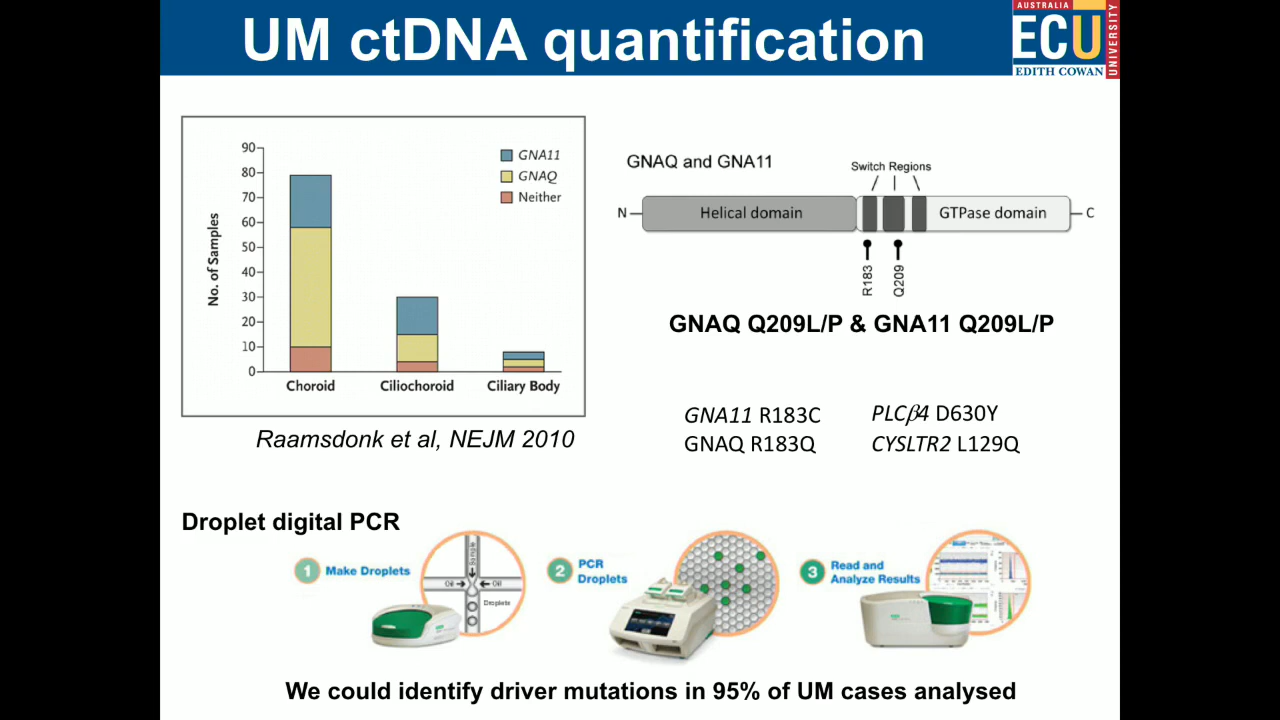 UM ctDNA quantification
AUSTRALIA
ECU
EDITH COWAN
UNIVERSITY
90
80
70
60
50
40
30
20
10
0
No. of Samples
GNA11
GNAQ
Neither
Choroid
Ciliochoroid
Ciliary Body
Raamsdonk et al, NEJM 2010
GNAQ and GNA11
Switch Regions
N
Helical domain
GTPase domain
C
R183
Q209
GNAQ Q209L/P & GNA11 Q209L/P
GNA11 R183C
GNAQ R183Q
PLCβ4 D630Y
CYSLTR2 L129Q
Droplet digital PCR
1 Make Droplets
Sample
Oil
Oil
Droplets
2 PCR
Droplets
3 Read and
Analyze Results
We could identify driver mutations in 95% of UM cases analysed